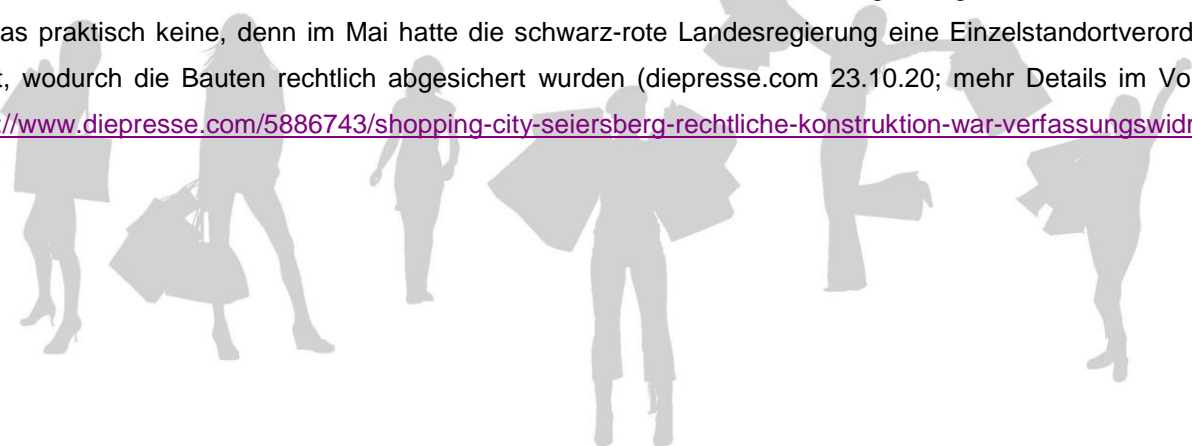 as praktisch keine, denn im Mai hatte die schwarz-rote Landesregierung eine Einzelstandortverord
t, wodurch die Bauten rechtlich abgesichert wurden (diepresse.com 23.10.20; mehr Details im Vo
://www.diepresse.com/5886743/shopping-city-seiersberg-rechtliche-konstruktion-war-verfassungswidr